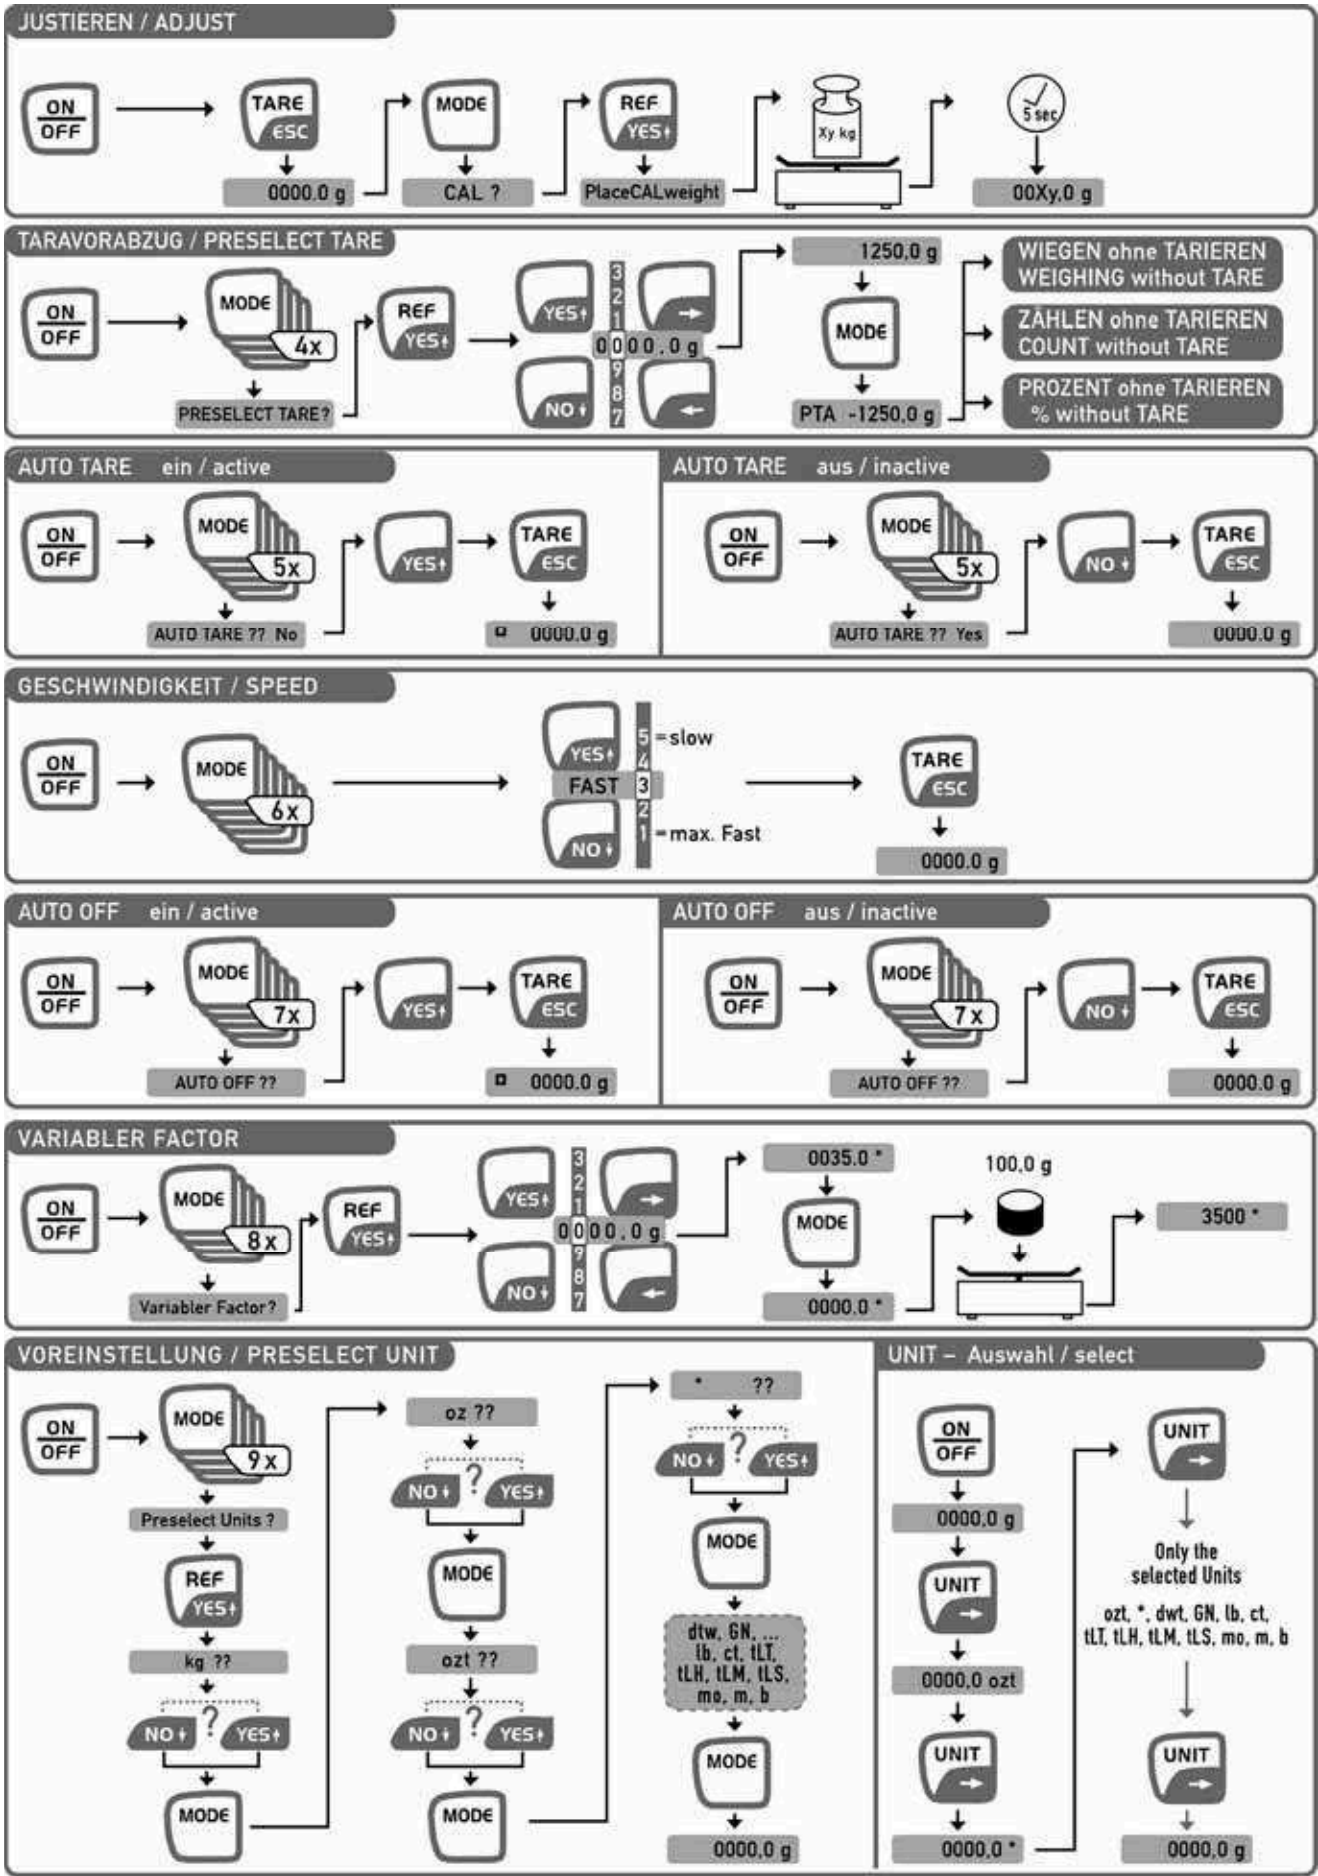 JUSTIEREN / ADJUST
ON
OFF
TARE
ESC
0000.0 g
MODE
CAL ?
REF
YES
PlaceCALweight
Xy kg
5 sec
00Xy,0 g
TARAVORABZUG / PRESELECT TARE
ON
OFF
MODE
4x
PRESELECT TARE?
REF
YES
YES
NO
3
2
1
0000.0 g
9
8
7
1250,0 g
MODE
PTA -1250,0 g
WIEGEN ohne TARIEREN
WEIGHING without TARE
ZÄHLEN ohne TARIEREN
COUNT without TARE
PROZENT ohne TARIEREN
% without TARE
AUTO TARE ein / active
ON
OFF
MODE
5x
AUTO TARE ?? No
YES
TARE
ESC
0000.0 g
AUTO TARE aus / inactive
ON
OFF
MODE
5x
AUTO TARE ?? Yes
NO
TARE
ESC
0000.0 g
GESCHWINDIGKEIT / SPEED
ON
OFF
MODE
6x
YES
5 = slow
4
FAST 3
2
1 = max. Fast
NO
TARE
ESC
0000.0 g
AUTO OFF ein / active
ON
OFF
MODE
7x
AUTO OFF ??
YES
TARE
ESC
0000.0 g
AUTO OFF aus / inactive
ON
OFF
MODE
7x
AUTO OFF ??
NO
TARE
ESC
0000.0 g
VARIABLER FACTOR
ON
OFF
MODE
8x
Variabler Factor?
REF
YES
YES
NO
3
2
1
0000,0 g
9
8
7
0035.0 *
MODE
0000.0 *
100,0 g
3500 *
VOREINSTELLUNG / PRESELECT UNIT
ON
OFF
MODE
9x
Preselect Units ?
REF
YES
kg ??
?
NO
YES
MODE
oz ??
?
NO
YES
MODE
ozt ??
?
NO
YES
MODE
* ??
?
NO
YES
MODE
dtw, GN, ...
lb, ct, tLT,
tLH, tLM, tLS,
mo, m, b
MODE
0000,0 g
UNIT – Auswahl / select
ON
OFF
0000,0 g
UNIT
0000,0 ozt
UNIT
0000,0 *
UNIT
Only the
selected Units
ozt, *, dwt, GN, lb, ct,
tLT, tLH, tLM, tLS, mo, m, b
UNIT
0000,0 g